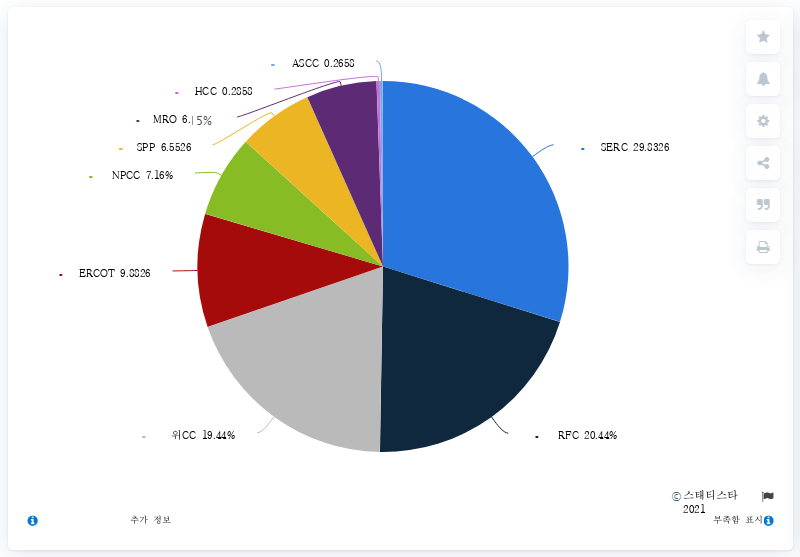 ASCC 0.2658
HCC 0.2858
MRO 6.15%
SPP 6.5526
SERC 29.8326
NPCC 7.16%
ERCOT 9.8826
위CC 19.44%
RFC 20.44%
© 스태티스타
2021
추가 정보
부족함 표시